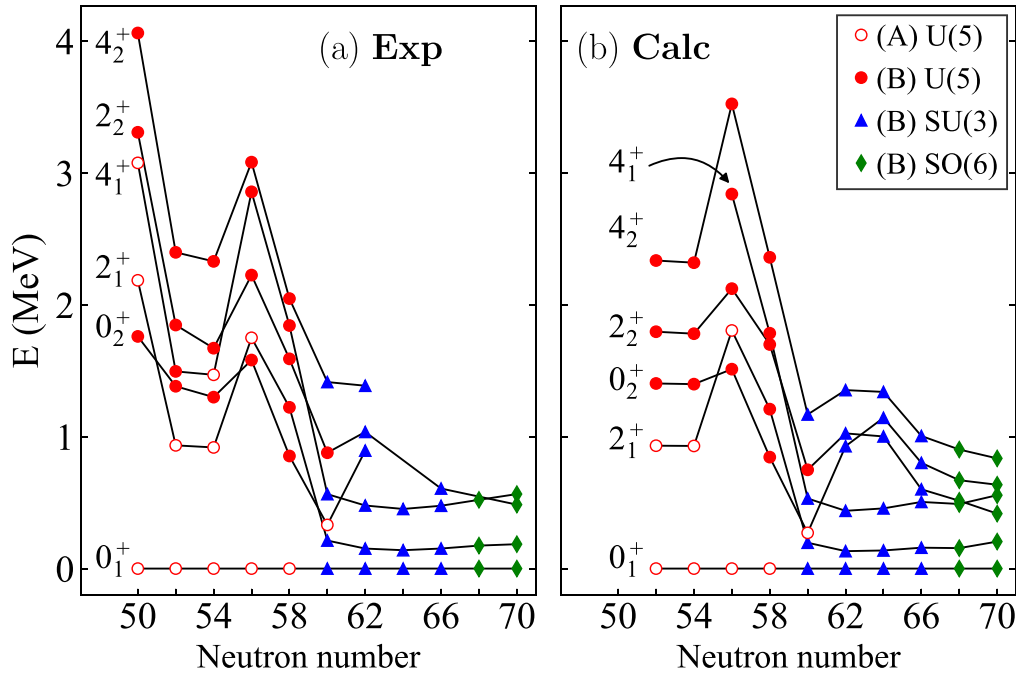 (a) Exp
E (MeV)
4
3
2
1
0
4₂⁺
2₂⁺
4₁⁺
2₁⁺
0₂⁺
0₁⁺
50 54 58 62 66 70
Neutron number
(b) Calc
(A) U(5)
(B) U(5)
(B) SU(3)
(B) SO(6)
4₁⁺
4₂⁺
2₂⁺
0₂⁺
2₁⁺
0₁⁺
50 54 58 62 66 70
Neutron number